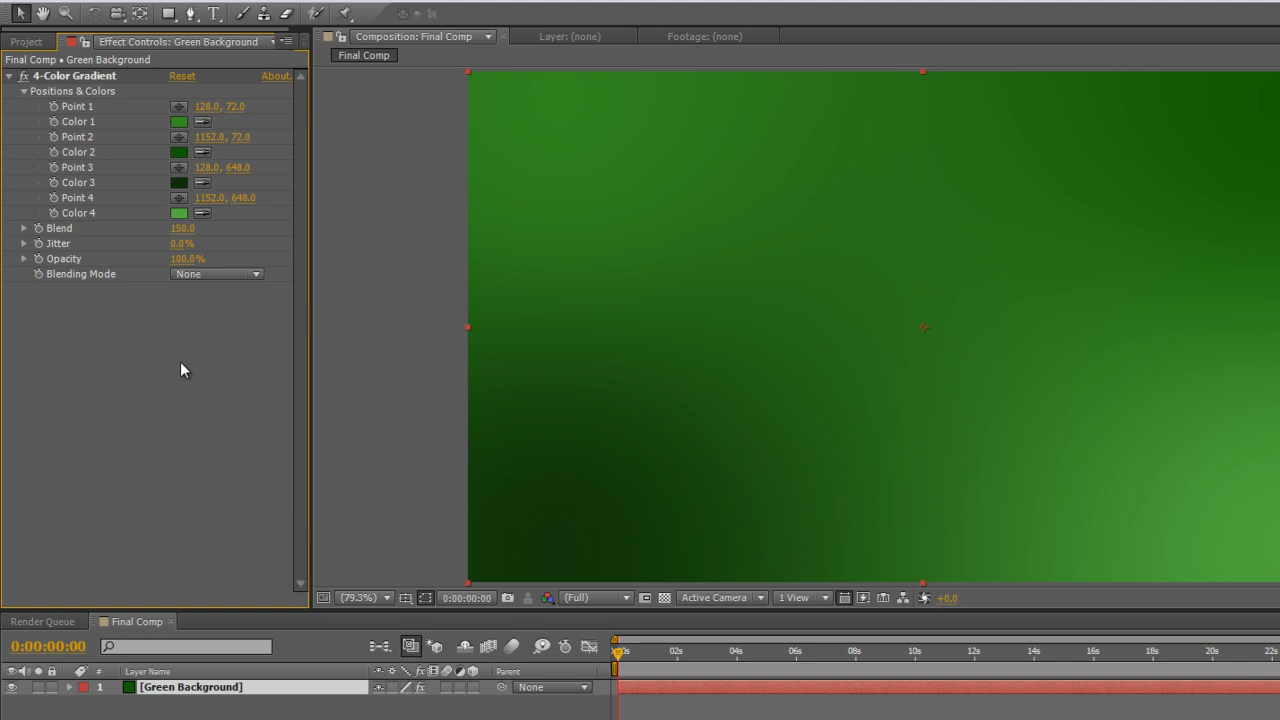 Project
Effect Controls: Green Background
Composition: Final Comp
Layer: (none)
Footage: (none)
Final Comp • Green Background
Final Comp
fx 4-Color Gradient Reset About.
Positions & Colors
Point 1 128.0, 72.0
Color 1
Point 2 1152.0, 72.0
Color 2
Point 3 128.0, 648.0
Color 3
Point 4 1152.0, 648.0
Color 4
Blend 150.0
Jitter 0.0%
Opacity 100.0%
Blending Mode None
(79.3%) 0:00:00:00 (Full) Active Camera 1 View +0.0
Render Queue Final Comp
0:00:00:00
02s 04s 06s 08s 10s 12s 14s 16s 18s 20s 22s
# Layer Name fx Parent
1 [Green Background] fx None